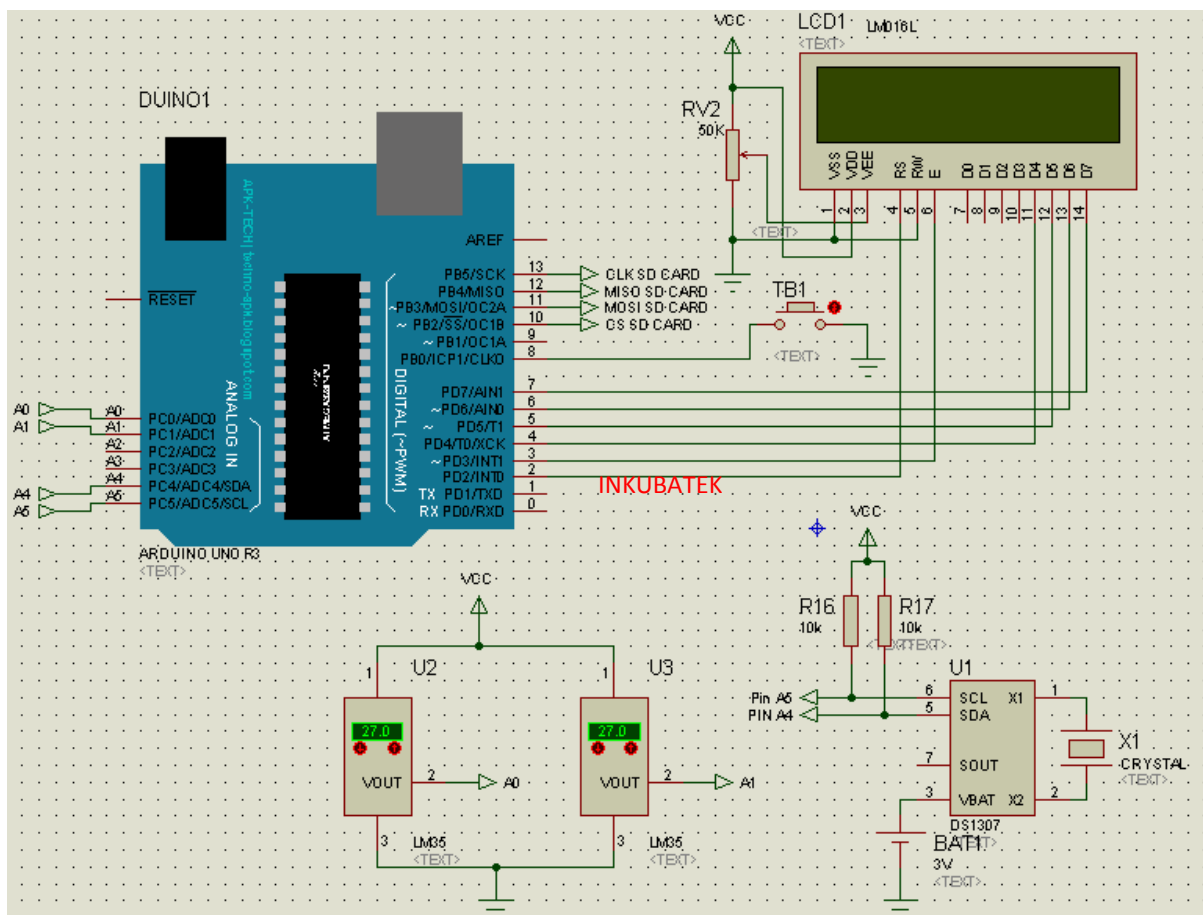 DUINO1
APK-TECH|techno-apk.blogspot.com
RESET
AREF
PB5/SCK 13 CLK SD CARD
PB4/MISO 12 MISO SD CARD
~PB3/MOSI/OC2A 11 MOSI SD CARD
~ PB2/SS/OC1B 10 CS SD CARD
~ PB1/OC1A 9
PB0/ICP1/CLKO 8
PD7/AIN1 7
~PD6/AIN0 6
~ PD5/T1 5
PD4/T0/XCK 4
~PD3/INT1 3
PD2/INT0 2
TX PD1/TXD 1
RX PD0/RXD 0
DIGITAL (~PWM)
ANALOG IN
A0 A0 PC0/ADC0
A1 A1 PC1/ADC1
A2 PC2/ADC2
A3 PC3/ADC3
A4 A4 PC4/ADC4/SDA
A5 A5 PC5/ADC5/SCL
ARDUINO UNO R3
<TEXT>
VCC
RV2
50K
<TEXT>
LCD1 LM016L
<TEXT>
VSS VDD VEE RS RW E D0 D1 D2 D3 D4 D5 D6 D7
1 2 3 4 5 6 7 8 9 10 11 12 13 14
TB1
<TEXT>
INKUBATEK
VCC
U2
1
27.0
VOUT 2 A0
3
LM35
<TEXT>
U3
1
27.0
VOUT 2 A1
3
LM35
<TEXT>
VCC
R16
10k
<TEXT>
R17
10k
<TEXT>
U1
Pin A5 6 SCL X1 1
PIN A4 5 SDA
7 SOUT
3 VBAT X2 2
DS1307
<TEXT>
X1
CRYSTAL
<TEXT>
BAT1
3V
<TEXT>